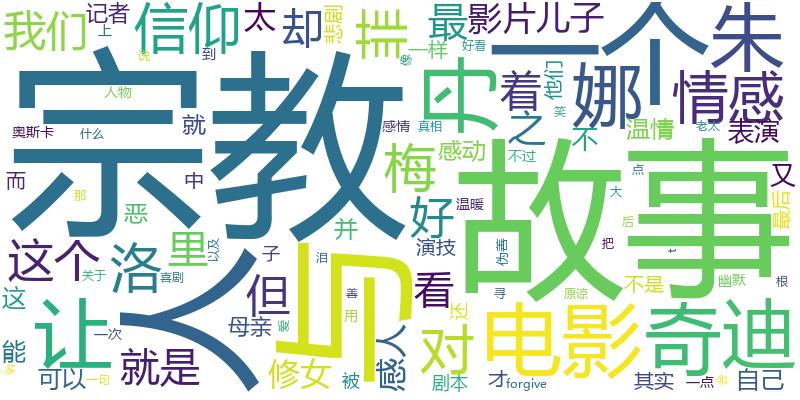 我们 记者 上 信仰 太 却 悲剧 菲 最 影片 儿子 一个 朱
说 到 好看 一样 他们 娜 情感
宗教 人物 奥斯卡 什么 就 感情 真相 丹 着 之 笑 老太 不 温情 表演
而 中 那 梅 感动 不过 点 又
恶 里 以及 并 好 温暖 故事 大 最后
这个 洛 关于 喜剧 子 泪 与 演技 伪善 把 后 t 幽默
这 让 人 但 善 看 寻 原谅 不是 根
能 一次 母亲 爱 用 对 还 电影 奇迪
多 可以 一句 就是 修女 被 感人 剧本 才 forgive 其实 一点 会 自己